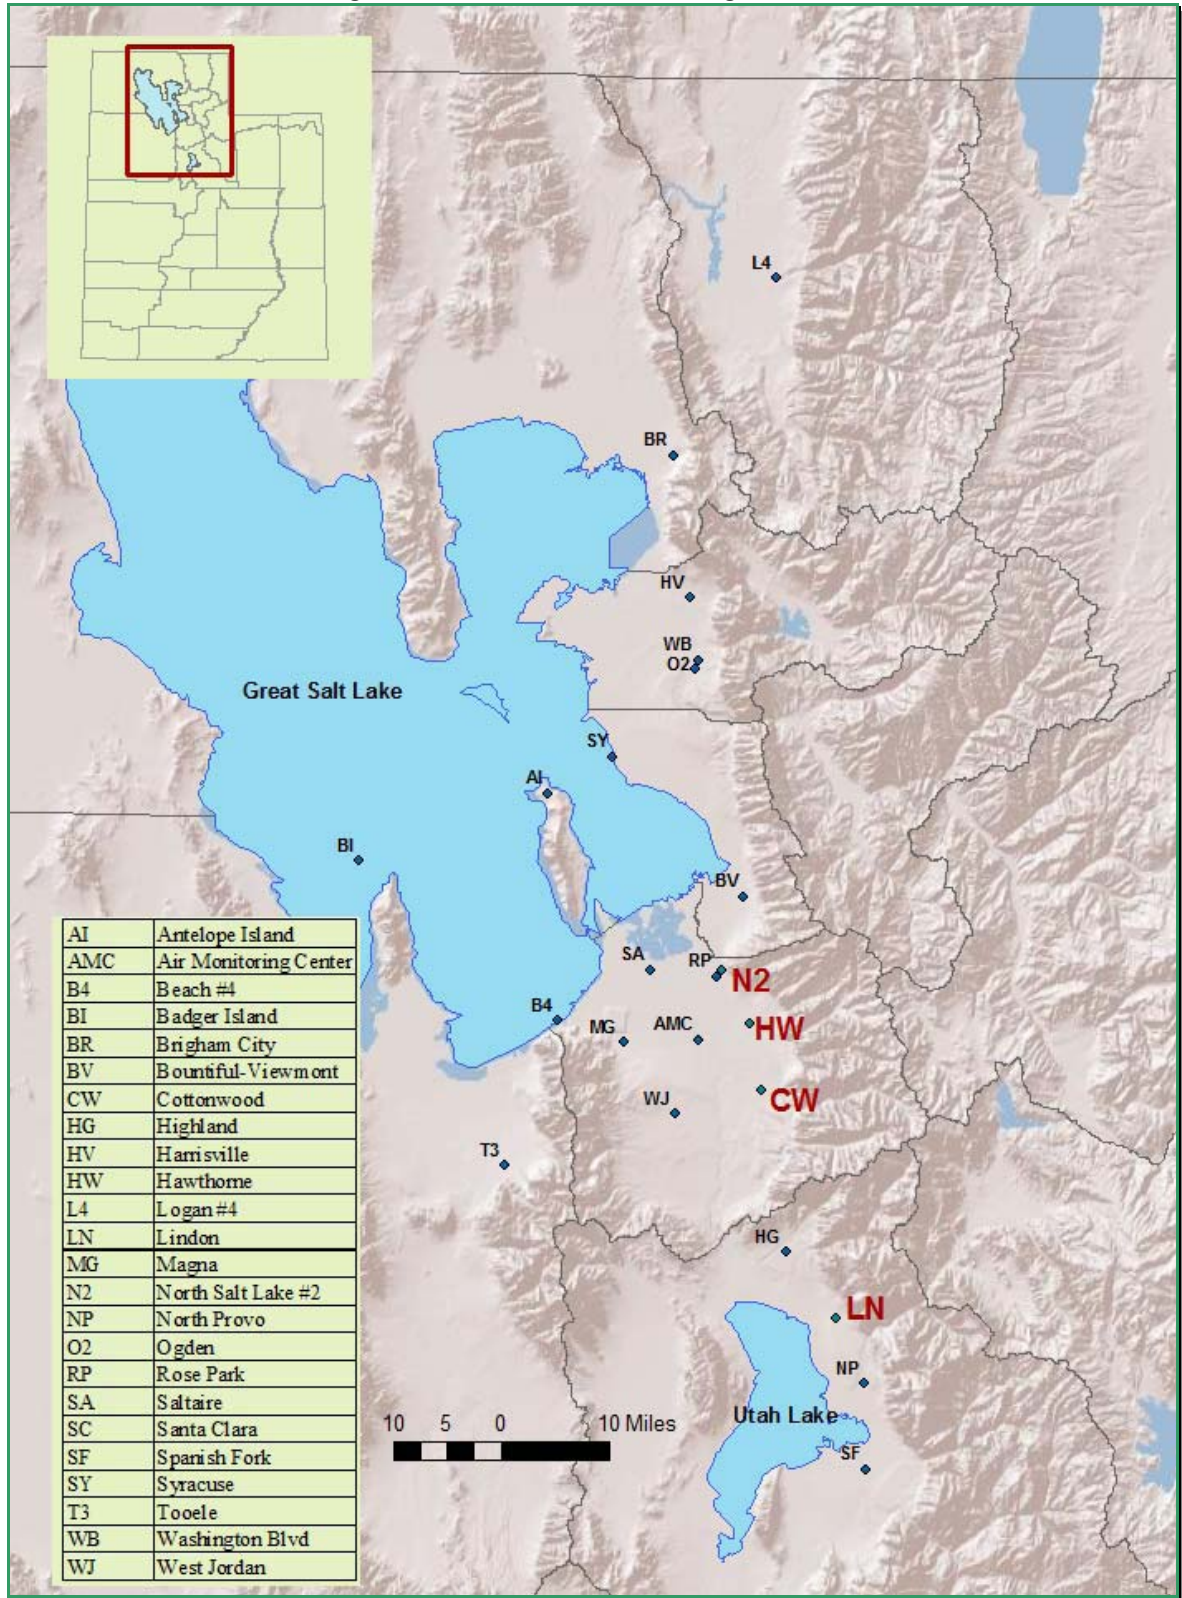 L4
BR
HV
WB
O2
Great Salt Lake
SY
AI
BI
BV
SA
RP
N2
B4
MG
AMC
HW
WJ
CW
T3
HG
LN
NP
Utah Lake
SF
10 5 0 10 Miles
AI Antelope Island
AMC Air Monitoring Center
B4 Beach #4
BI Badger Island
BR Brigham City
BV Bountiful-Viewmont
CW Cottonwood
HG Highland
HV Harrisville
HW Hawthorne
L4 Logan #4
LN Lindon
MG Magna
N2 North Salt Lake #2
NP North Provo
O2 Ogden
RP Rose Park
SA Saltaire
SC Santa Clara
SF Spanish Fork
SY Syracuse
T3 Tooele
WB Washington Blvd
WJ West Jordan